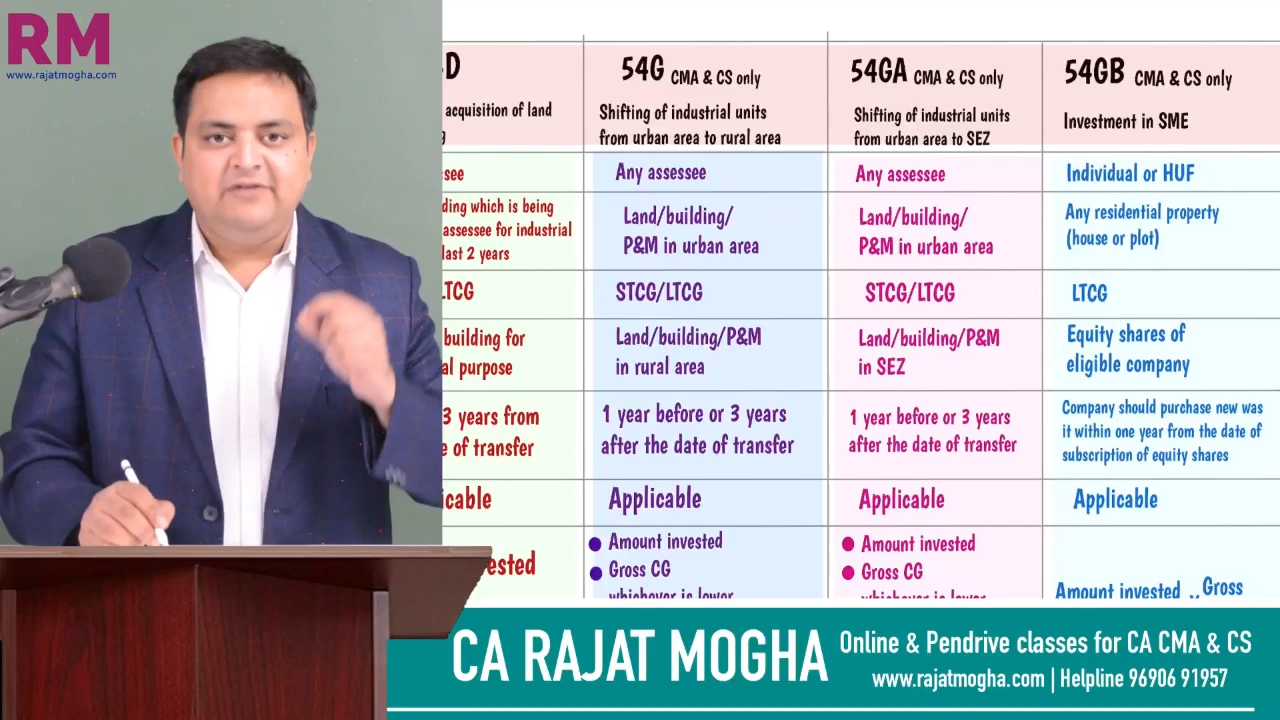 RM
www.rajatmogha.com
D
54G CMA & CS only
54GA CMA & CS only
54GB CMA & CS only
acquisition of land
Shifting of industrial units
from urban area to rural area
Shifting of industrial units
from urban area to SEZ
Investment in SME
see
Any assessee
Any assessee
Individual or HUF
ding which is being
assessee for industrial
last 2 years
Land/building/
P&M in urban area
Land/building/
P&M in urban area
Any residential property
(house or plot)
LTCG
STCG/LTCG
STCG/LTCG
LTCG
building for
al purpose
Land/building/P&M
in rural area
Land/building/P&M
in SEZ
Equity shares of
eligible company
3 years from
e of transfer
1 year before or 3 years
after the date of transfer
1 year before or 3 years
after the date of transfer
Company should purchase new was
it within one year from the date of
subscription of equity shares
icable
Applicable
Applicable
Applicable
ested
Amount invested
Gross CG
whichever is lower
Amount invested
Gross CG
whichever is lower
Amount invested × Gross
CA RAJAT MOGHA
Online & Pendrive classes for CA CMA & CS
www.rajatmogha.com | Helpline 96906 91957